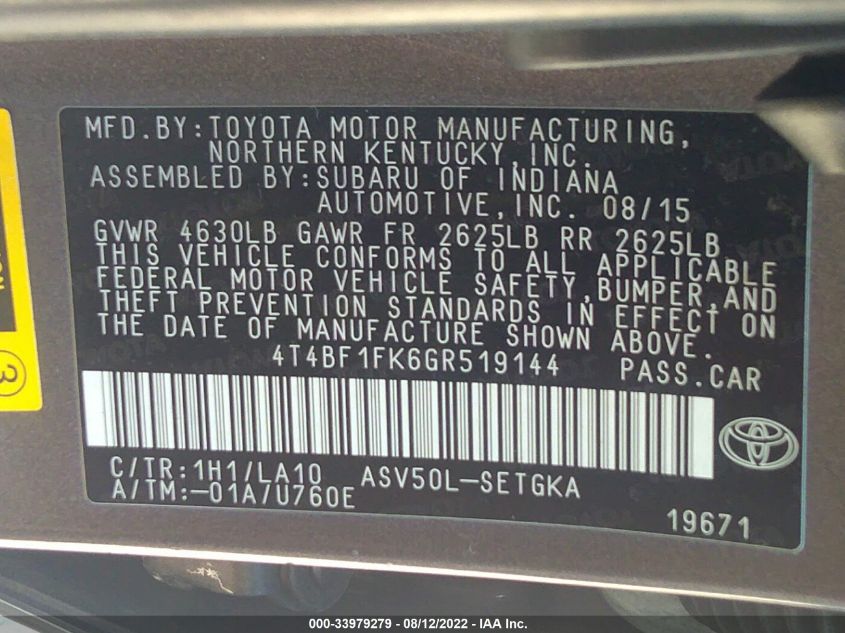 MFD.BY:TOYOTA MOTOR MANUFACTURING,
NORTHERN KENTUCKY,INC.
ASSEMBLED BY:SUBARU OF INDIANA
AUTOMOTIVE,INC. 08/15
GVWR 4630LB GAWR FR 2625LB RR 2625LB
THIS VEHICLE CONFORMS TO ALL APPLICABLE
FEDERAL MOTOR VEHICLE SAFETY,BUMPER,AND
THEFT PREVENTION STANDARDS IN EFFECT ON
THE DATE OF MANUFACTURE SHOWN ABOVE.
4T4BF1FK6GR519144 PASS.CAR
C/TR:1H1/LA10 ASV50L-SETGKA
A/TM:-01A/U760E
19671
000-33979279 - 08/12/2022 - IAA Inc.